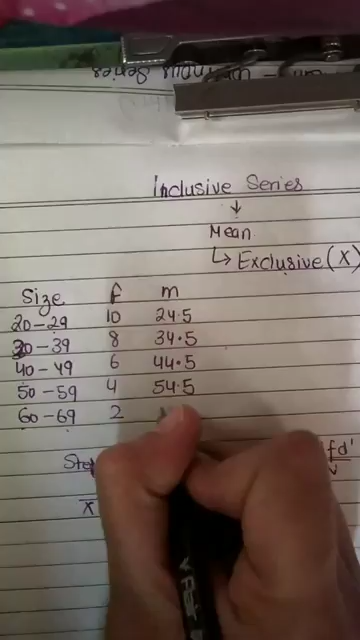 Inclusive Series
↓
Mean
↳ Exclusive (X)
Size f m
20-29 10 24.5
30-39 8 34.5
40-49 6 44.5
50-59 4 54.5
60-69 2
Step
fd'
X